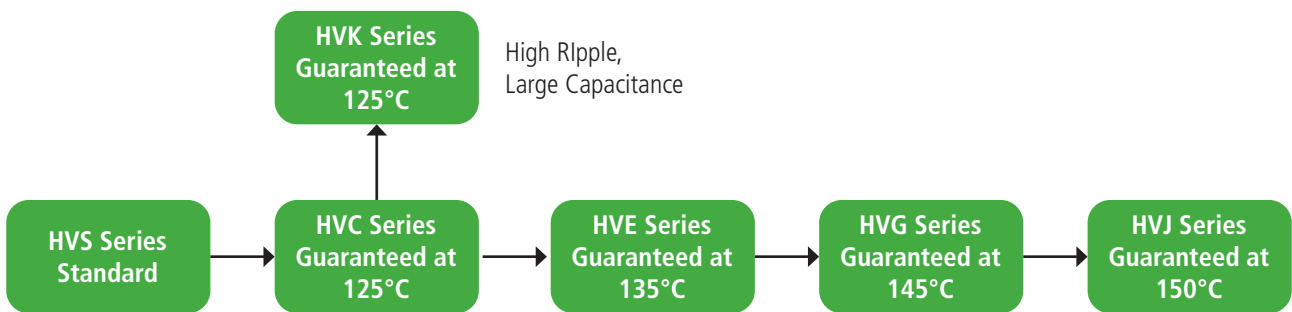 HVK Series
Guaranteed at
125°C
High RIpple,
Large Capacitance
HVS Series
Standard
HVC Series
Guaranteed at
125°C
HVE Series
Guaranteed at
135°C
HVG Series
Guaranteed at
145°C
HVJ Series
Guaranteed at
150°C